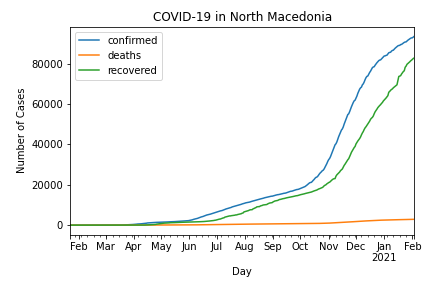 COVID-19 in North Macedonia
confirmed
deaths
recovered
Number of Cases
80000
60000
40000
20000
0
Feb Mar Apr May Jun Jul Aug Sep Oct Nov Dec Jan Feb
2021
Day